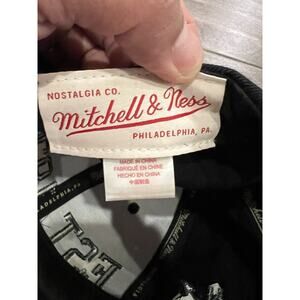 NOSTALGIA CO.
Mitchell & Ness
PHILADELPHIA, PA.
MADE IN CHINA
FABRIQUÉ EN CHINE
HECHO EN CHINA
中国制造
EST